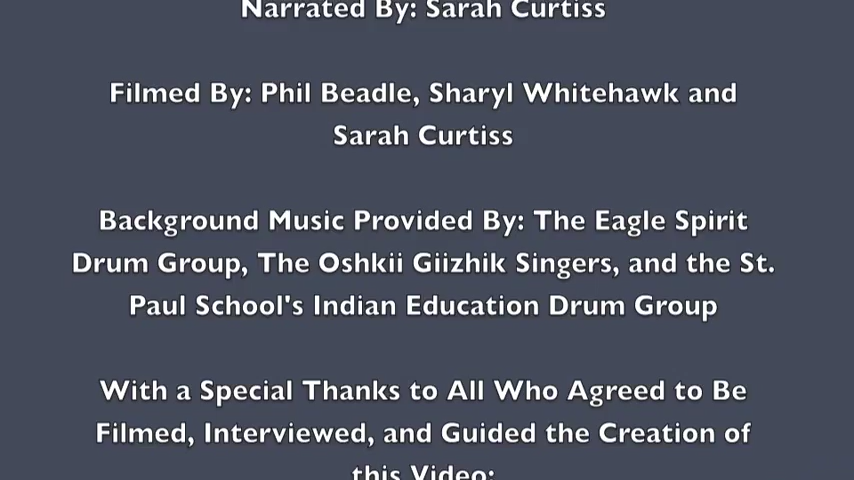 Narrated By: Sarah Curtiss
Filmed By: Phil Beadle, Sharyl Whitehawk and
Sarah Curtiss
Background Music Provided By: The Eagle Spirit
Drum Group, The Oshkii Giizhik Singers, and the St.
Paul School's Indian Education Drum Group
With a Special Thanks to All Who Agreed to Be
Filmed, Interviewed, and Guided the Creation of
this Video: